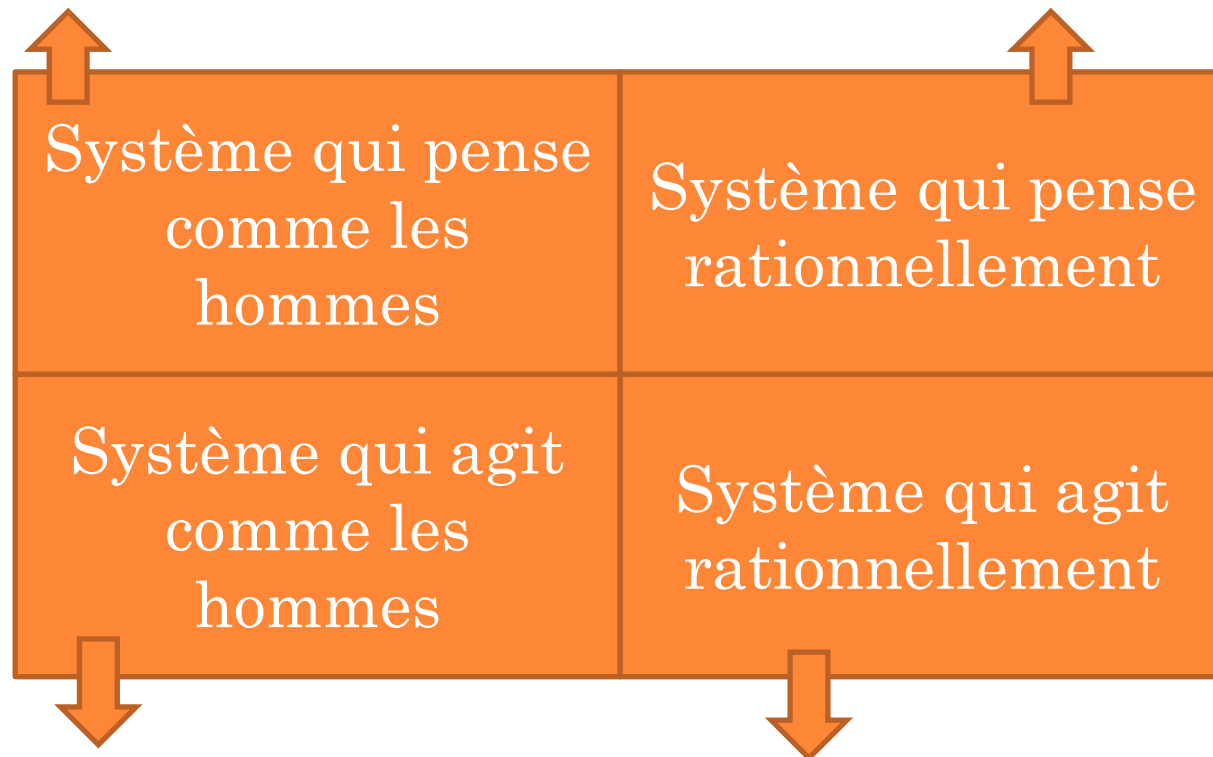 Système qui pense
comme les
hommes
Système qui pense
rationnellement
Système qui agit
comme les
hommes
Système qui agit
rationnellement